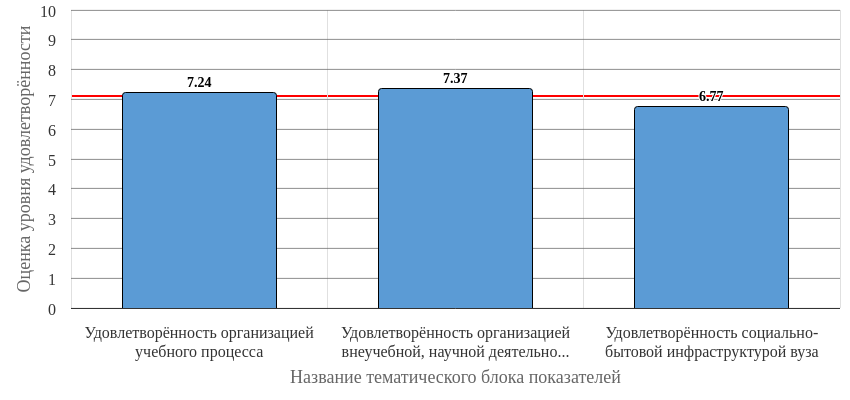 10
9
8
7
6
5
4
3
2
1
0
Оценка уровня удовлетворённости
7.24
7.37
6.77
Удовлетворённость организацией
учебного процесса
Удовлетворённость организацией
внеучебной, научной деятельно...
Удовлетворённость социально-
бытовой инфраструктурой вуза
Название тематического блока показателей